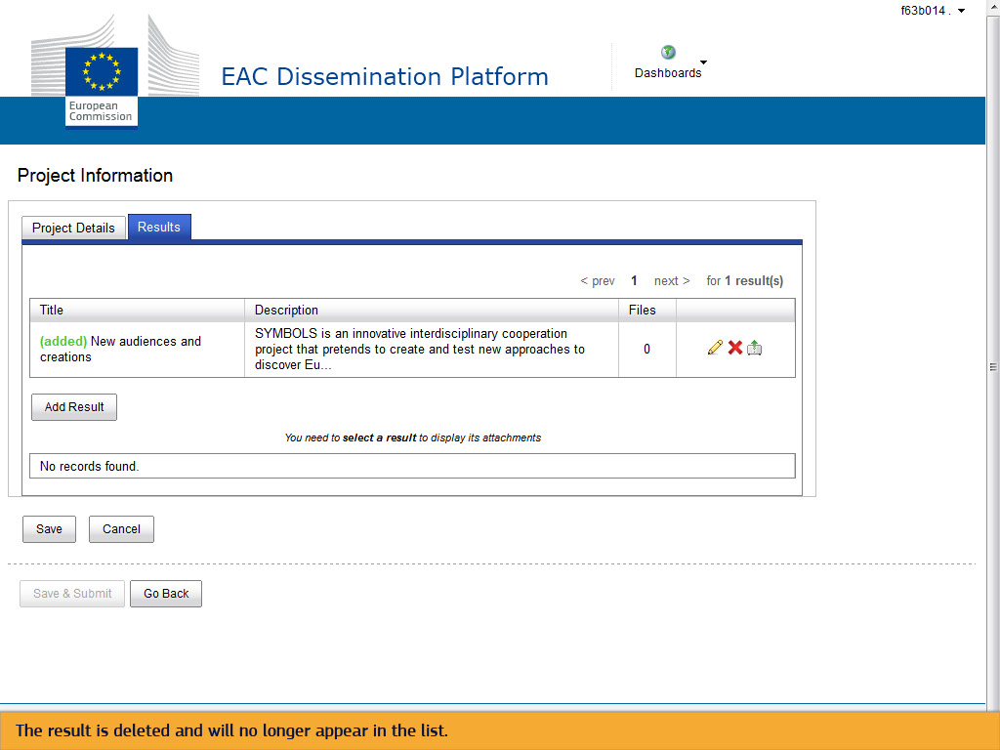 f63b014 .
EAC Dissemination Platform
Dashboards
European
Commission
Project Information
Project Details Results
< prev 1 next > for 1 result(s)
Title Description Files
(added) New audiences and
creations
SYMBOLS is an innovative interdisciplinary cooperation
project that pretends to create and test new approaches to
discover Eu...
0
Add Result
You need to select a result to display its attachments
No records found.
Save Cancel
Save & Submit Go Back
The result is deleted and will no longer appear in the list.